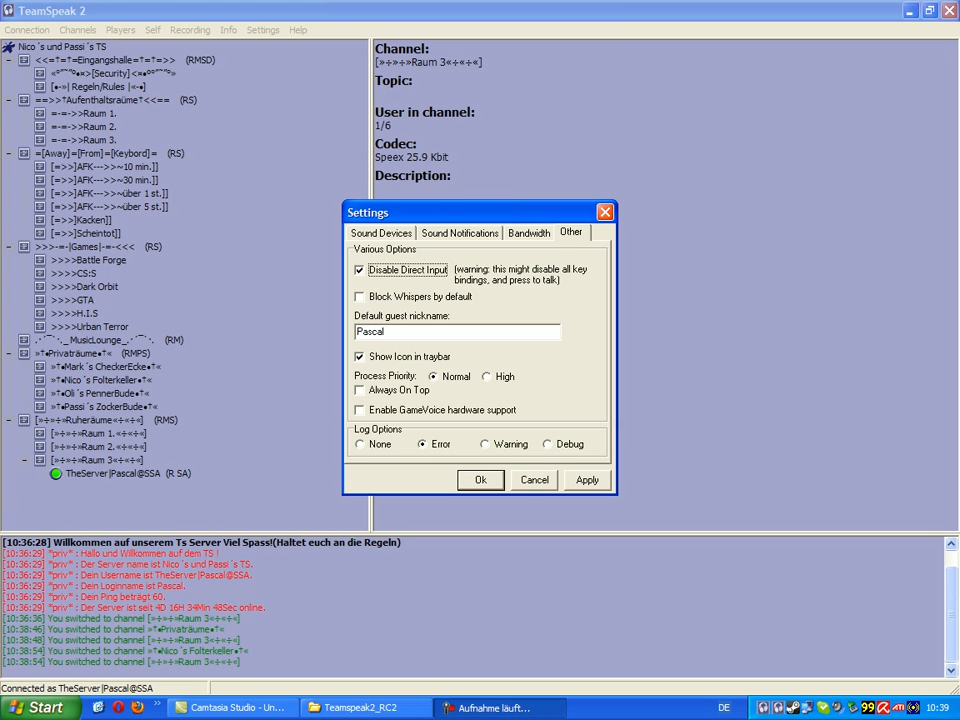 TeamSpeak 2
Connection Channels Players Self Recording Info Settings Help
Nico´s und Passi´s TS
<<=†=†=Eingangshalle=†=†=>> (RMSD)
[Security]
[•-»| Regeln/Rules |«-•]
==>>†Aufenthaltsraüme†<<== (RS)
=-=->>Raum 1.
=-=->>Raum 2.
=-=->>Raum 3.
=[Away]=[From]=[Keybord]= (RS)
[=>>]AFK--->>~10 min.]]
[=>>]AFK--->>~30 min.]]
[=>>]AFK--->>~über 1 st.]]
[=>>]AFK--->>~über 5 st.]]
[=>>]Kacken]]
[=>>]Scheintot]]
>>>-=-|Games|-=-<<< (RS)
>>>>Battle Forge
>>>>CS:S
>>>>Dark Orbit
>>>>GTA
>>>>H.I.S
>>>>Urban Terror
MusicLounge (RM)
»†•Privaträume•†« (RMPS)
»†•Mark´s CheckerEcke•†«
»†•Nico´s Folterkeller•†«
»†•Oli´s PennerBude•†«
»†•Passi´s ZockerBude•†«
[»÷»÷»Ruheräume«÷«÷«] (RMS)
[»÷»÷»Raum 1.«÷«÷«]
[»÷»÷»Raum 2.«÷«÷«]
[»÷»÷»Raum 3«÷«÷«]
TheServer|Pascal@SSA (R SA)
Channel:
[»÷»÷»Raum 3«÷«÷«]
Topic:
User in channel:
1/6
Codec:
Speex 25.9 Kbit
Description:
Settings
Sound Devices Sound Notifications Bandwidth Other
Various Options
Disable Direct Input (warning: this might disable all key
bindings, and press to talk)
Block Whispers by default
Default guest nickname:
Pascal
Show Icon in traybar
Process Priority: Normal High
Always On Top
Enable GameVoice hardware support
Log Options
None Error Warning Debug
Ok Cancel Apply
[10:36:28] Willkommen auf unserem Ts Server Viel Spass!(Haltet euch an die Regeln)
[10:36:29] *priv* : Hallo und Willkommen auf dem TS !
[10:36:29] *priv* : Der Server name ist Nico´s und Passi´s TS.
[10:36:29] *priv* : Dein Username ist TheServer|Pascal@SSA.
[10:36:29] *priv* : Dein Loginname ist Pascal.
[10:36:29] *priv* : Dein Ping beträgt 60.
[10:36:29] *priv* : Der Server ist seit 4D 16H 34Min 48Sec online.
[10:36:36] You switched to channel [»÷»÷»Raum 3«÷«÷«]
[10:38:46] You switched to channel »†•Privaträume•†«
[10:38:48] You switched to channel [»÷»÷»Raum 3«÷«÷«]
[10:38:54] You switched to channel »†•Nico´s Folterkeller•†«
[10:38:54] You switched to channel [»÷»÷»Raum 3«÷«÷«]
Connected as TheServer|Pascal@SSA
Start Camtasia Studio - Un... Teamspeak2_RC2 Aufnahme läuft... DE 99 10:39